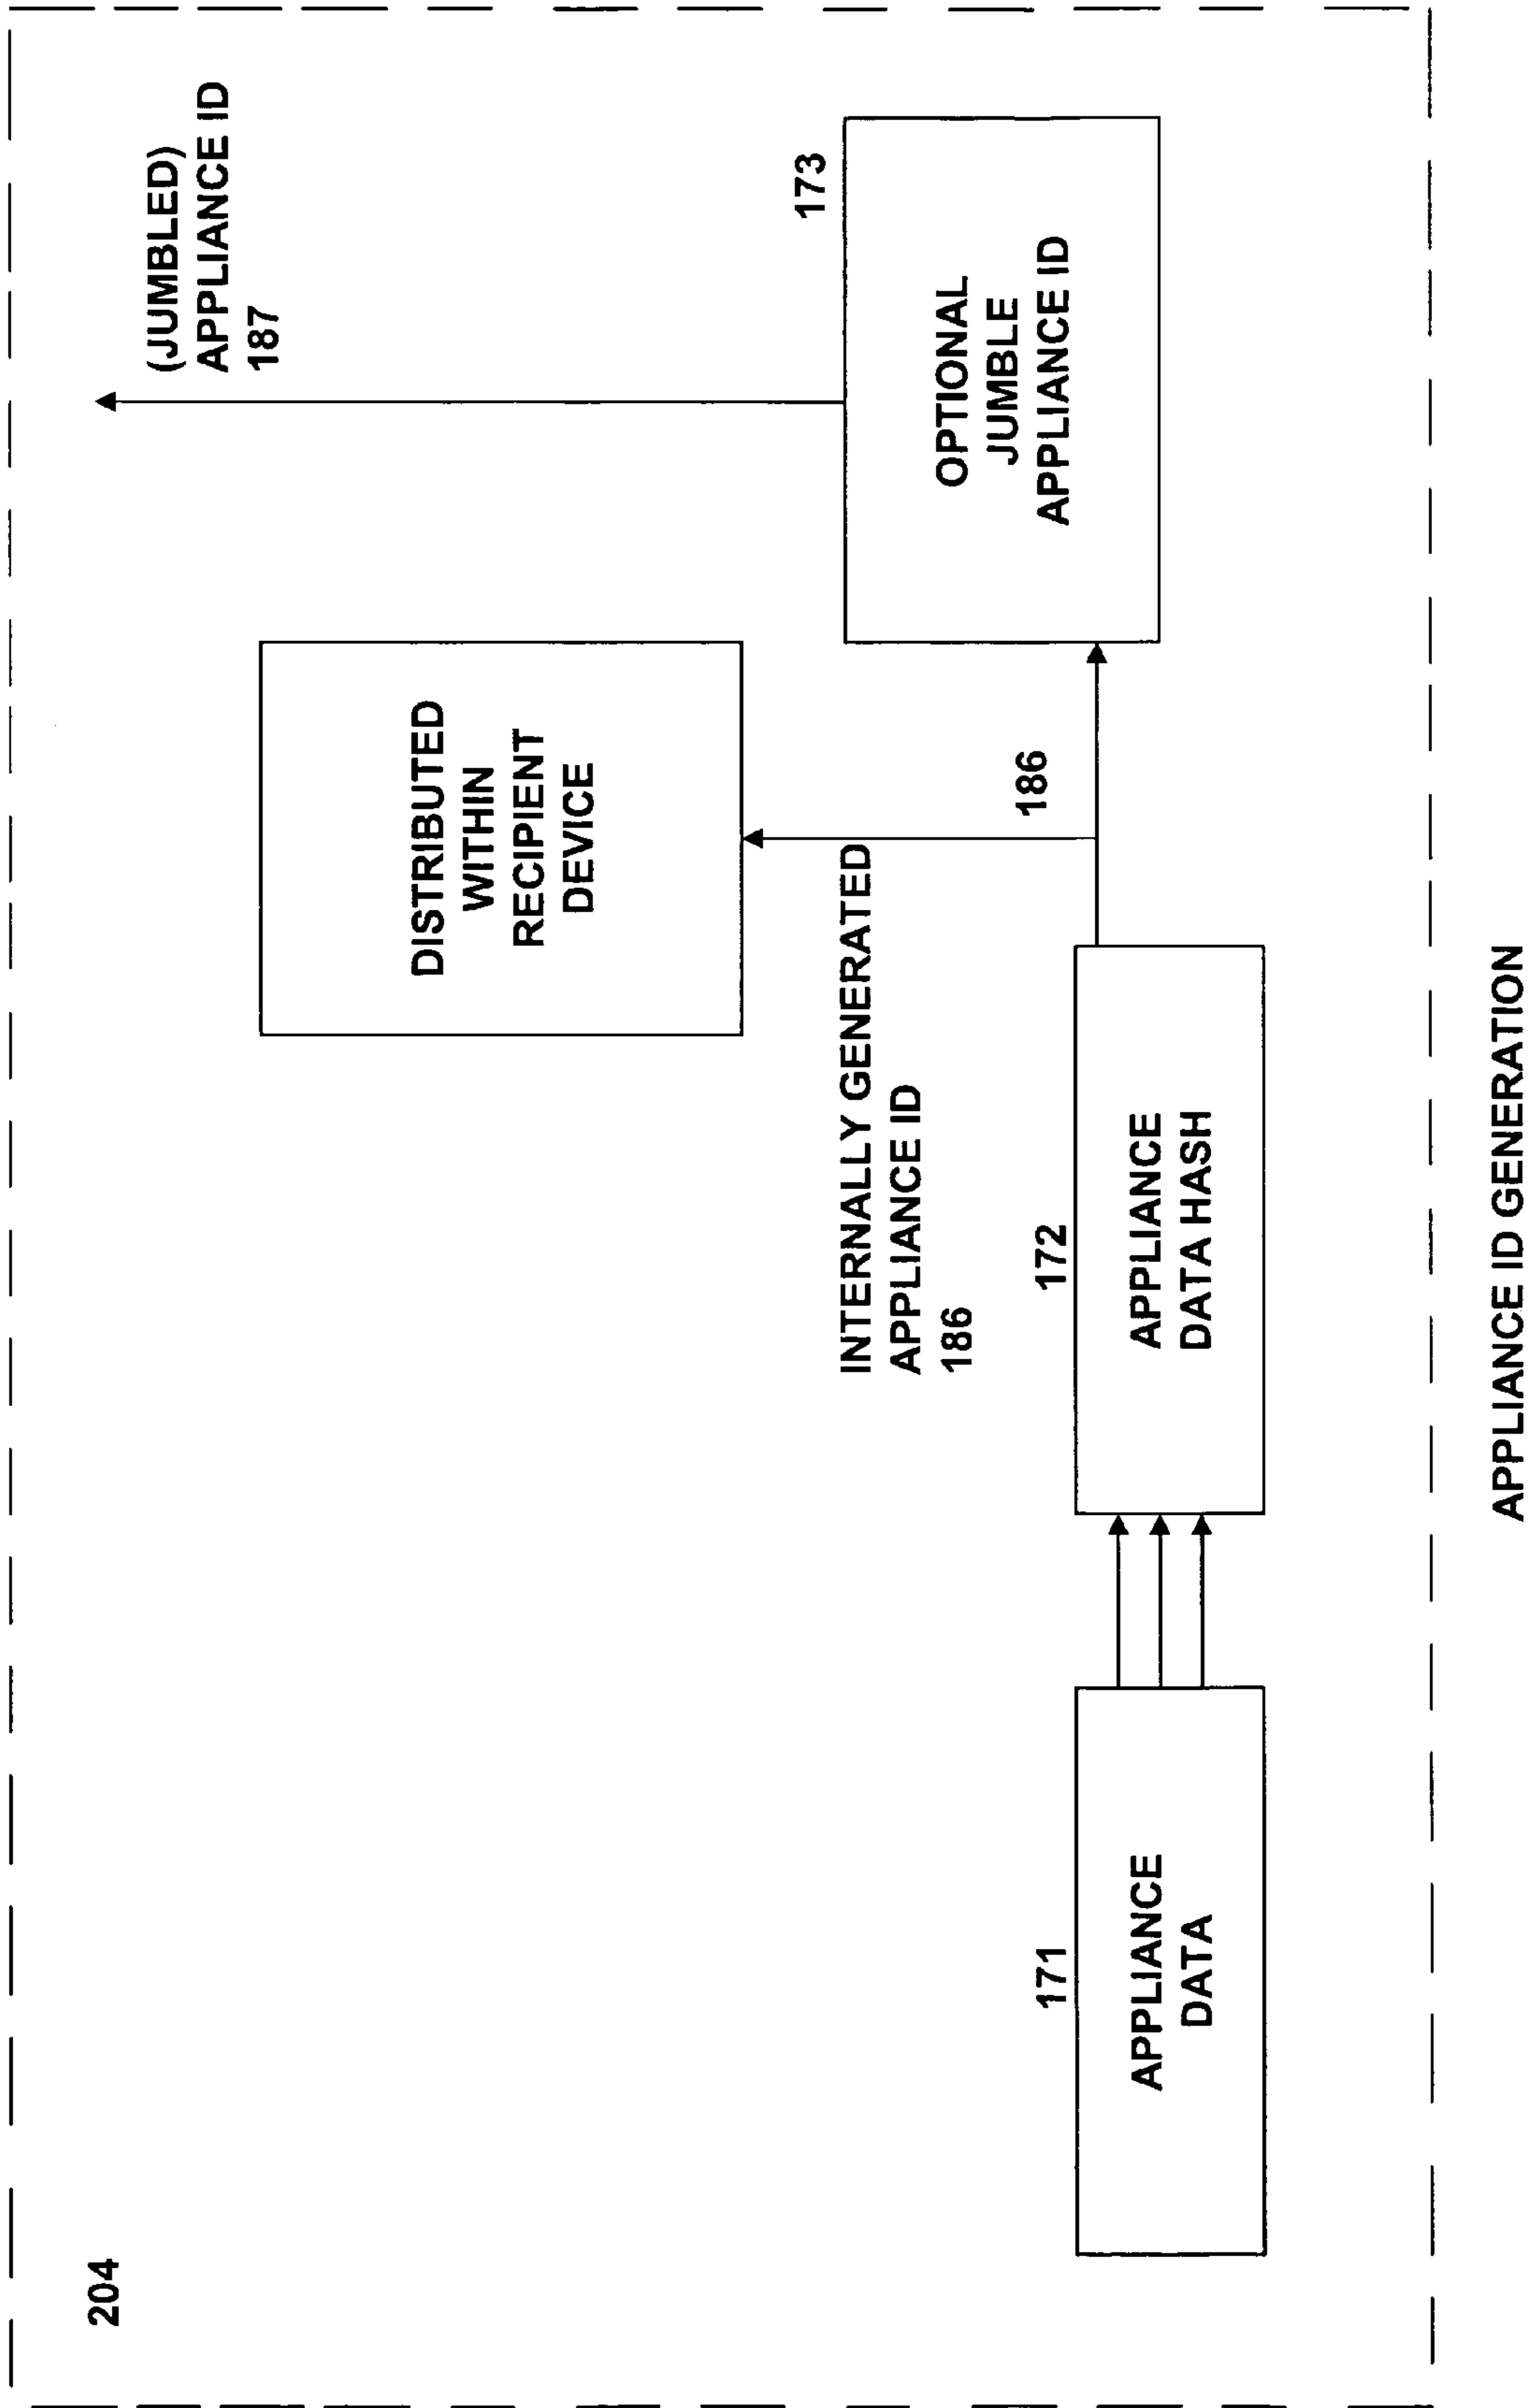 204
(JUMBLED)
APPLIANCE ID
187
DISTRIBUTED
WITHIN
RECIPIENT
DEVICE
173
OPTIONAL
JUMBLE
APPLIANCE ID
INTERNALLY GENERATED
APPLIANCE ID
186
186
171
APPLIANCE
DATA
172
APPLIANCE
DATA HASH
APPLIANCE ID GENERATION